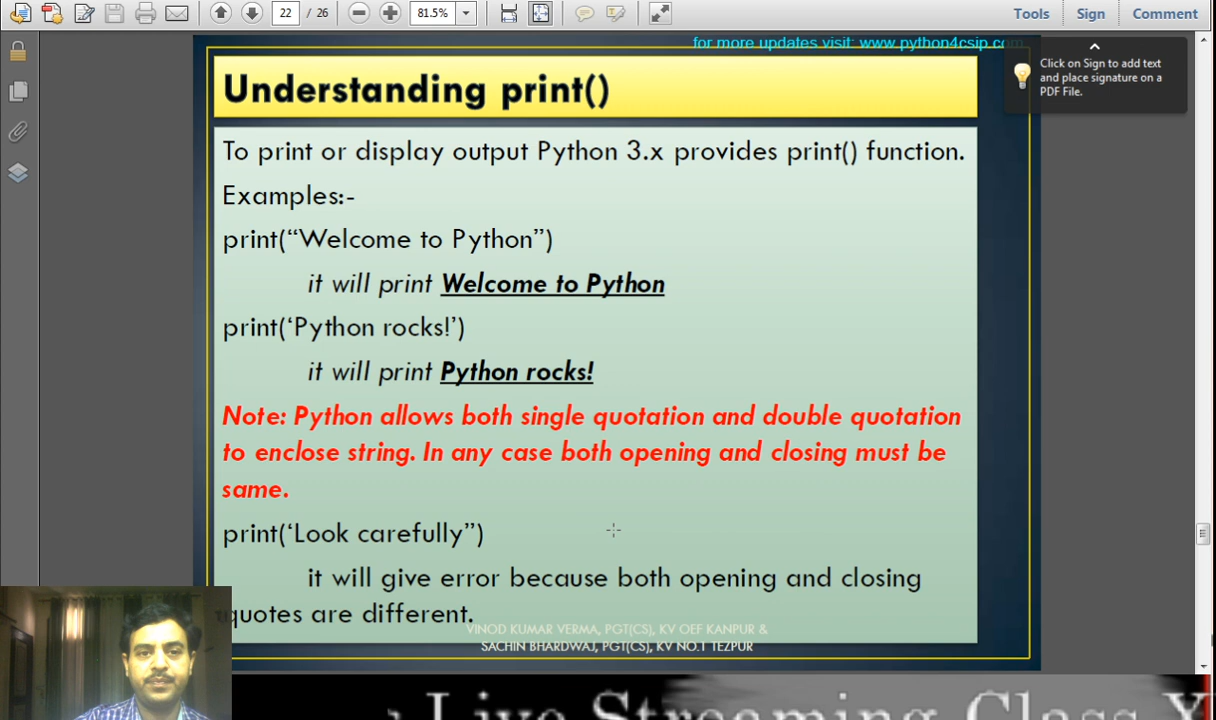 22 / 26
81.5%
Tools
Sign
Comment
for more updates visit: www.python4csip.com
Click on Sign to add text
and place signature on a
PDF File.
Understanding print()
To print or display output Python 3.x provides print() function.
Examples:-
print(“Welcome to Python”)
it will print Welcome to Python
print(‘Python rocks!’)
it will print Python rocks!
Note: Python allows both single quotation and double quotation
to enclose string. In any case both opening and closing must be
same.
print(‘Look carefully”)
it will give error because both opening and closing
quotes are different.
VINOD KUMAR VERMA, PGT(CS), KV OEF KANPUR &
SACHIN BHARDWAJ, PGT(CS), KV NO.1 TEZPUR
Live Streaming Class X